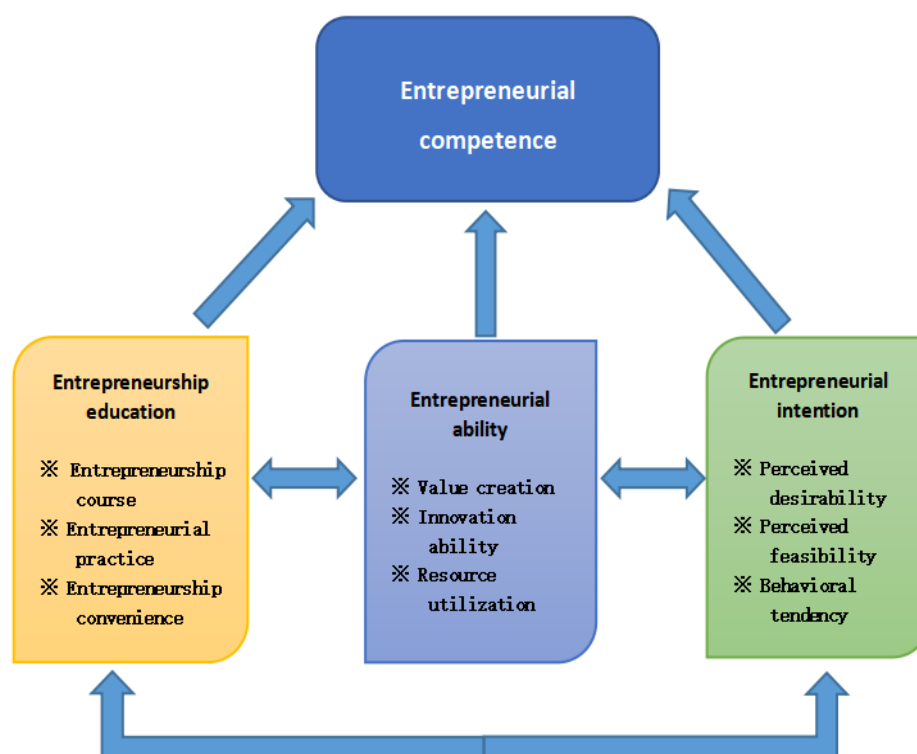 Entrepreneurial
competence
Entrepreneurship
education
※ Entrepreneurship
course
※ Entrepreneurial
practice
※ Entrepreneurship
convenience
Entrepreneurial
ability
※ Value creation
※ Innovation
ability
※ Resource
utilization
Entrepreneurial
intention
※ Perceived
desirability
※ Perceived
feasibility
※ Behavioral
tendency